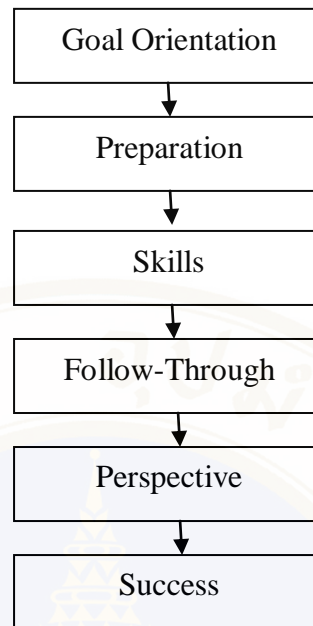 Goal Orientation
Preparation
Skills
Follow-Through
Perspective
Success